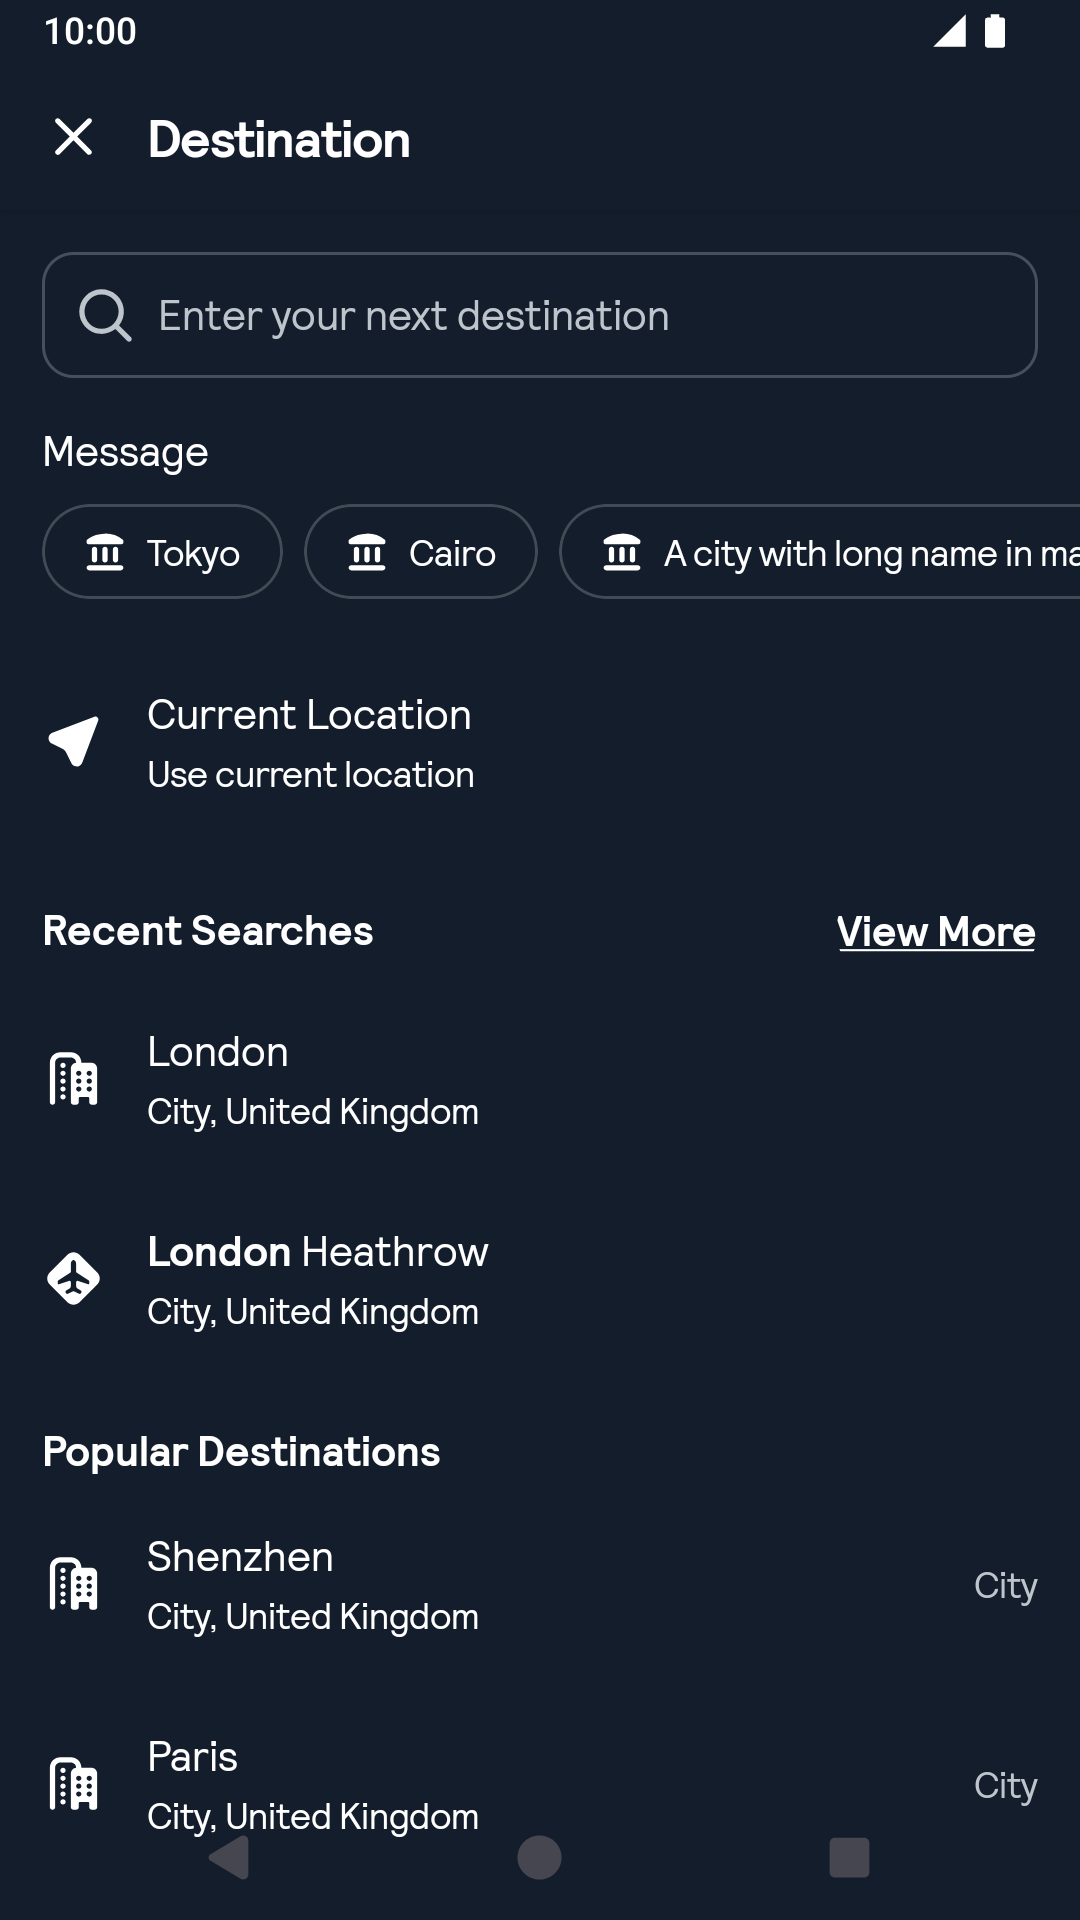 10:00
Destination
Enter your next destination
Message
Tokyo
Cairo
A city with long name in ma
Current Location
Use current location
Recent Searches
View More
London
City, United Kingdom
London Heathrow
City, United Kingdom
Popular Destinations
Shenzhen
City, United Kingdom
City
Paris
City, United Kingdom
City